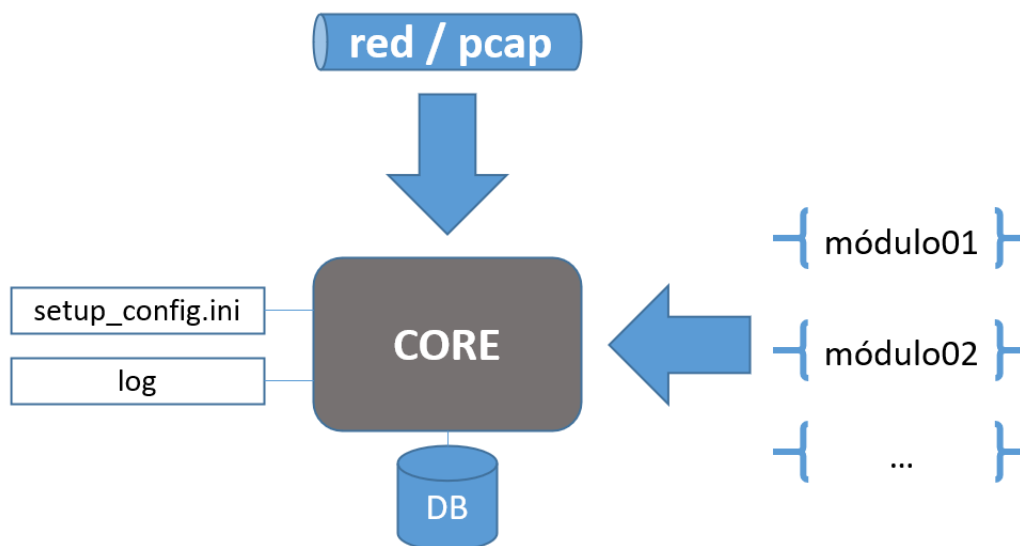 red / pcap
setup_config.ini
log
CORE
DB
módulo01
módulo02
...